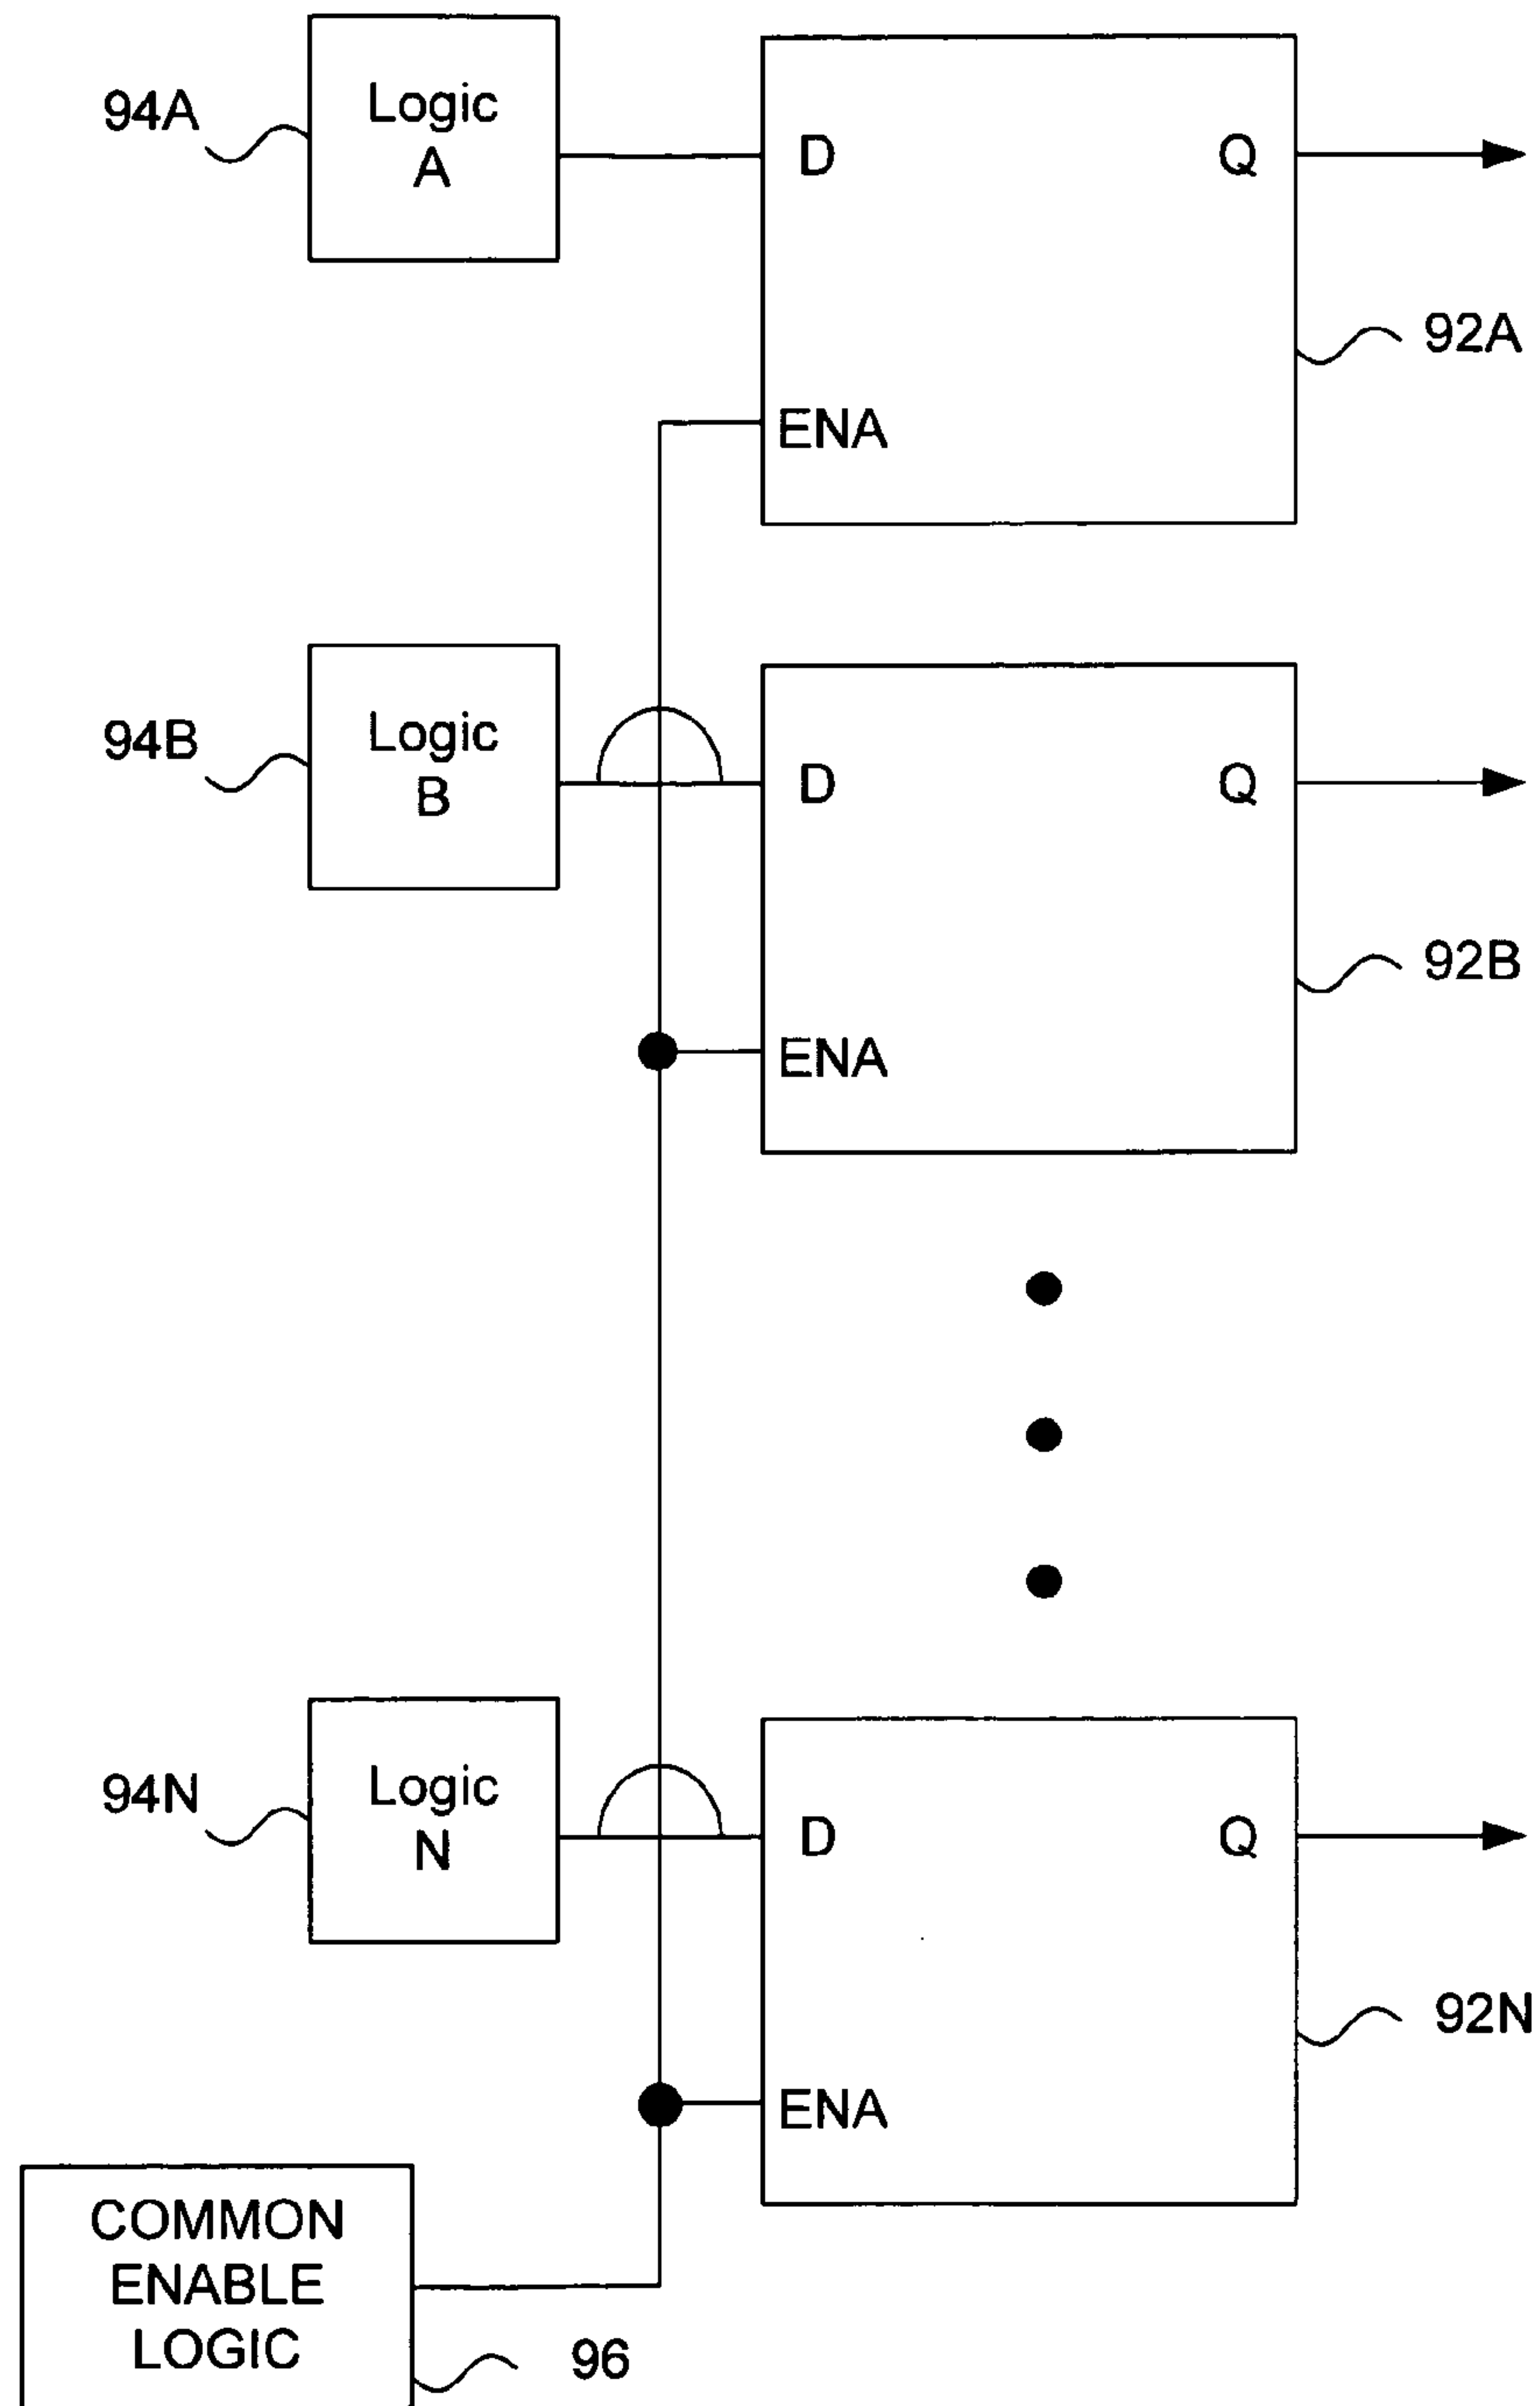 94A
Logic
A
D
Q
92A
ENA
94B
Logic
B
D
Q
92B
ENA
94N
Logic
N
D
Q
92N
ENA
COMMON
ENABLE
LOGIC
96